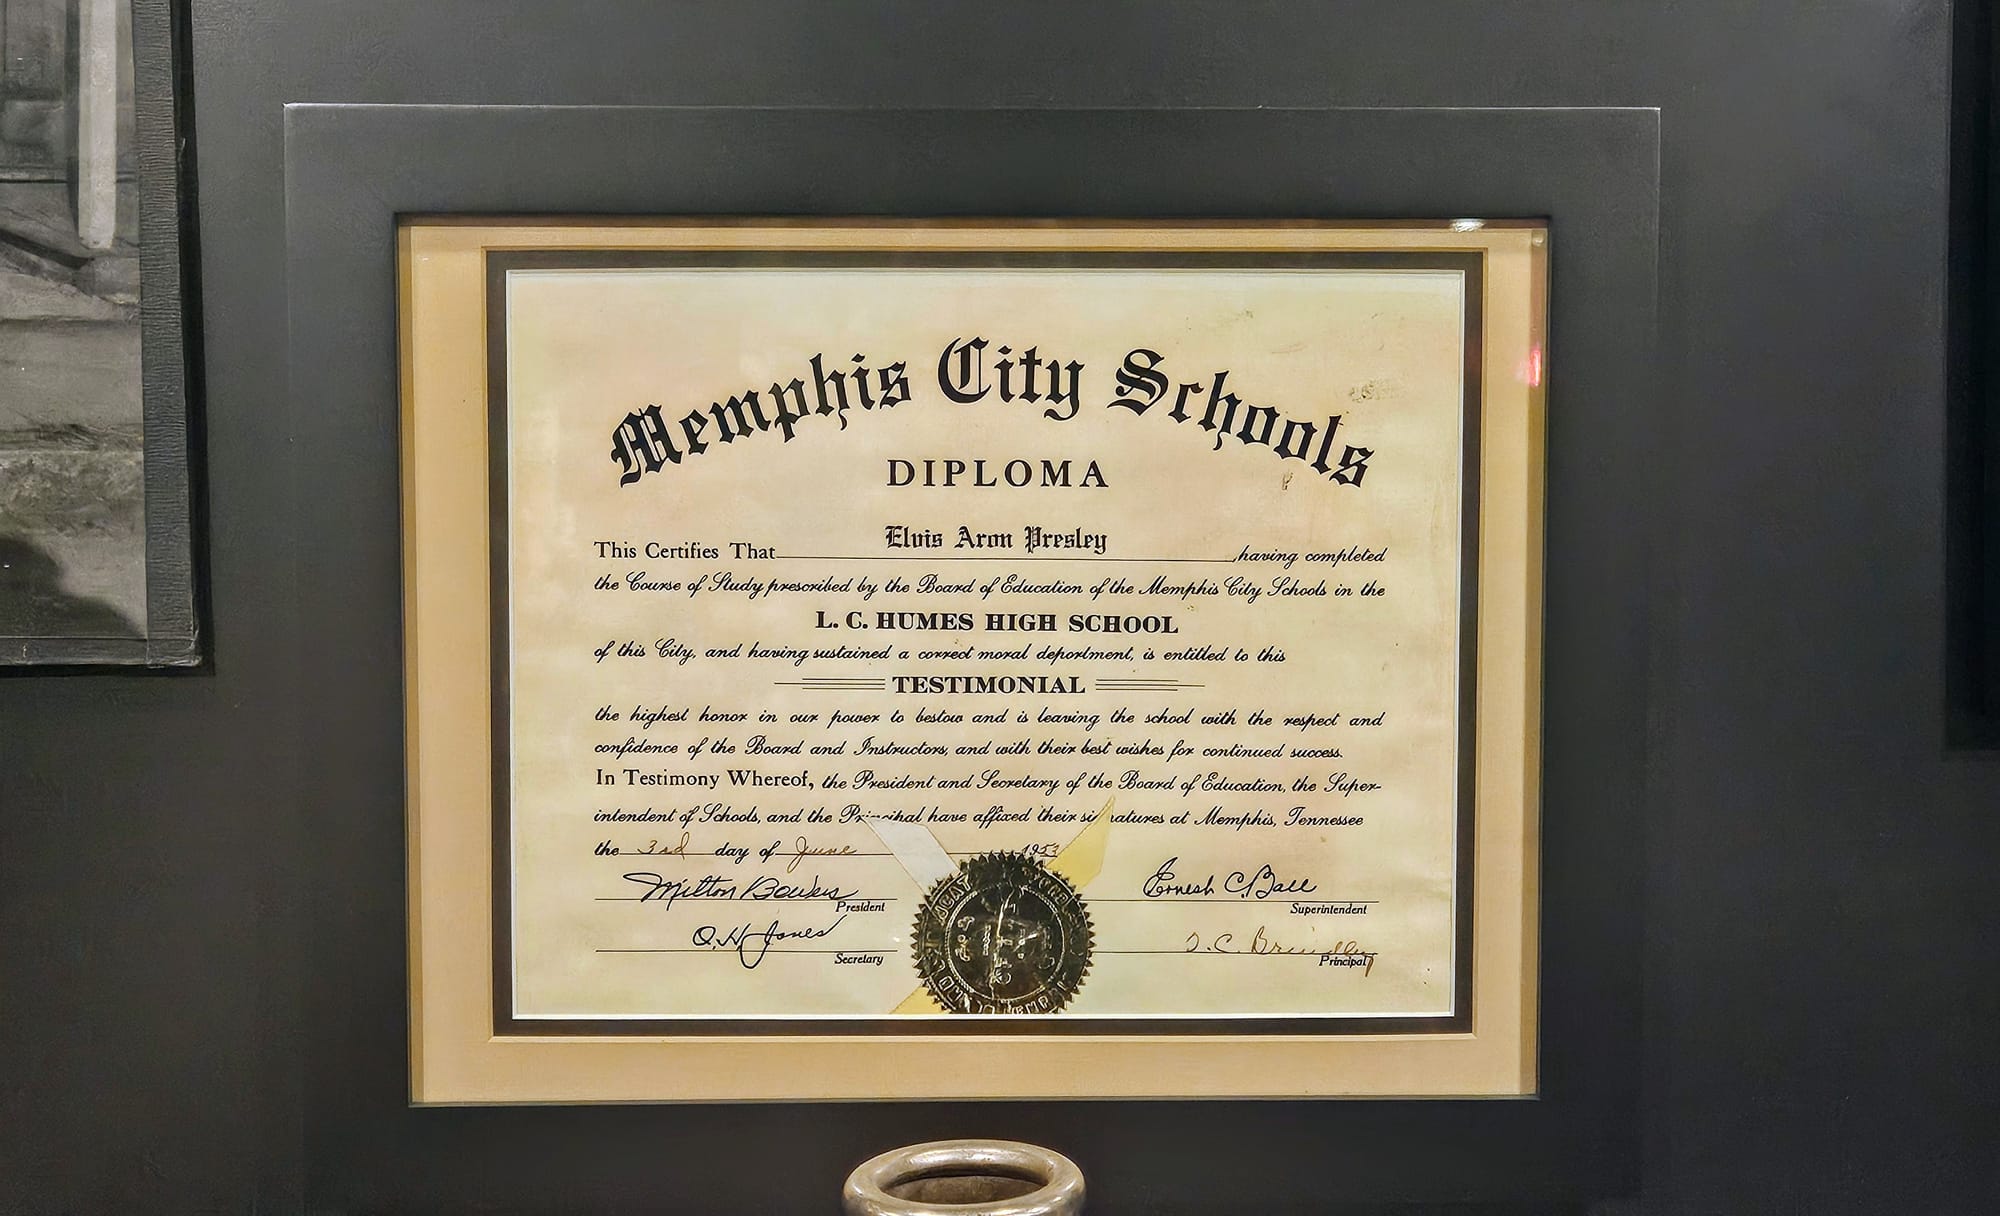 Memphis City Schools
DIPLOMA
This Certifies That Elvis Aron Presley, having completed
the Course of Study prescribed by the Board of Education of the Memphis City Schools in the
L. C. HUMES HIGH SCHOOL
of this City, and having sustained a correct moral deportment, is entitled to this
TESTIMONIAL
the highest honor in our power to bestow and is leaving the school with the respect and
confidence of the Board and Instructors, and with their best wishes for continued success.
In Testimony Whereof, the President and Secretary of the Board of Education, the Super-
intendent of Schools, and the Principal have affixed their signatures at Memphis, Tennessee
the 3rd day of June 1953
Milton Bowers
President
Ernest C. Ball
Superintendent
O. H. Jones
Secretary
T. C. Brindley
Principal